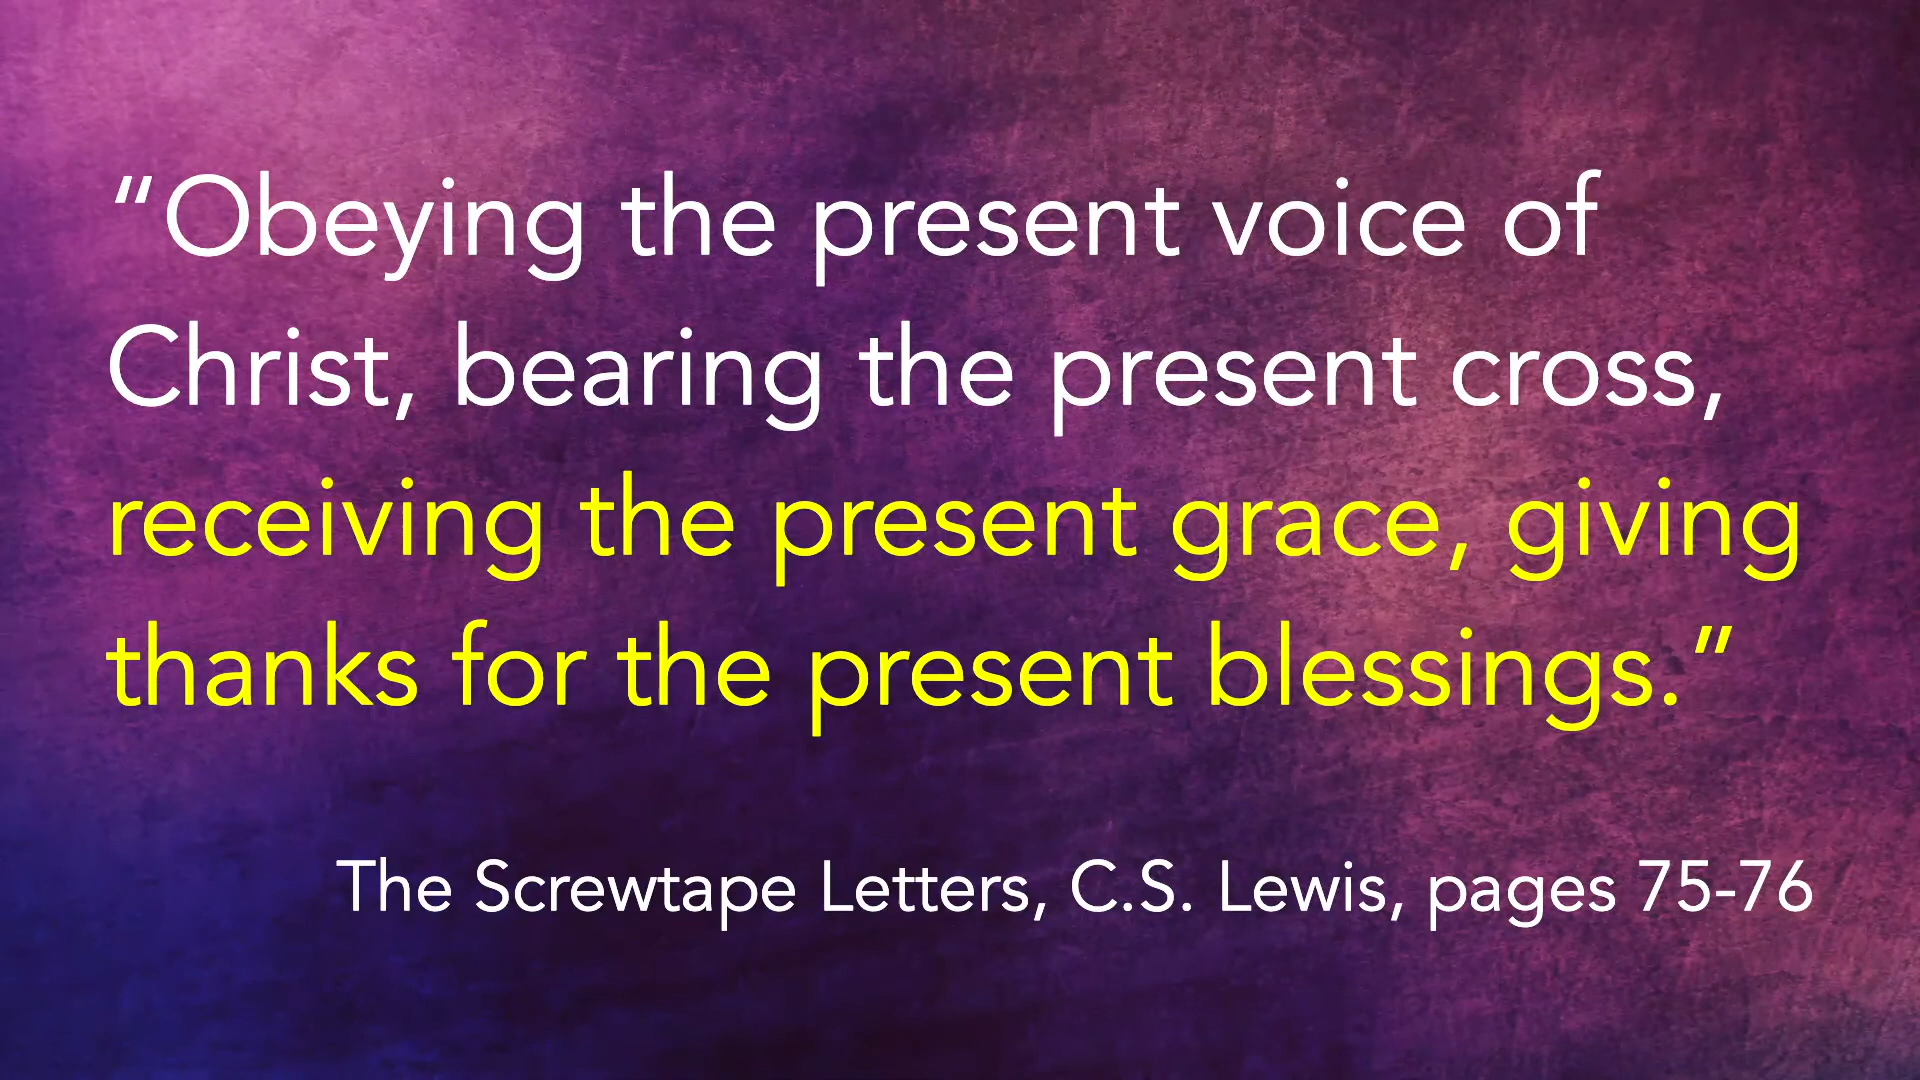 “Obeying the present voice of
Christ, bearing the present cross,
receiving the present grace, giving
thanks for the present blessings.”
The Screwtape Letters, C.S. Lewis, pages 75-76